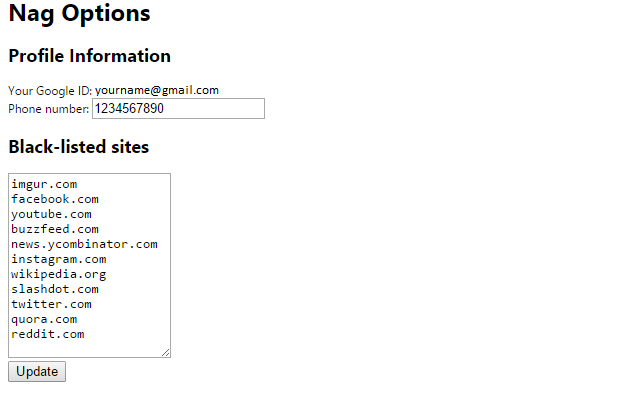 Nag Options
Profile Information
Your Google ID: yourname@gmail.com
Phone number: 1234567890
Black-listed sites
imgur.com
facebook.com
youtube.com
buzzfeed.com
news.ycombinator.com
instagram.com
wikipedia.org
slashdot.com
twitter.com
quora.com
reddit.com
Update